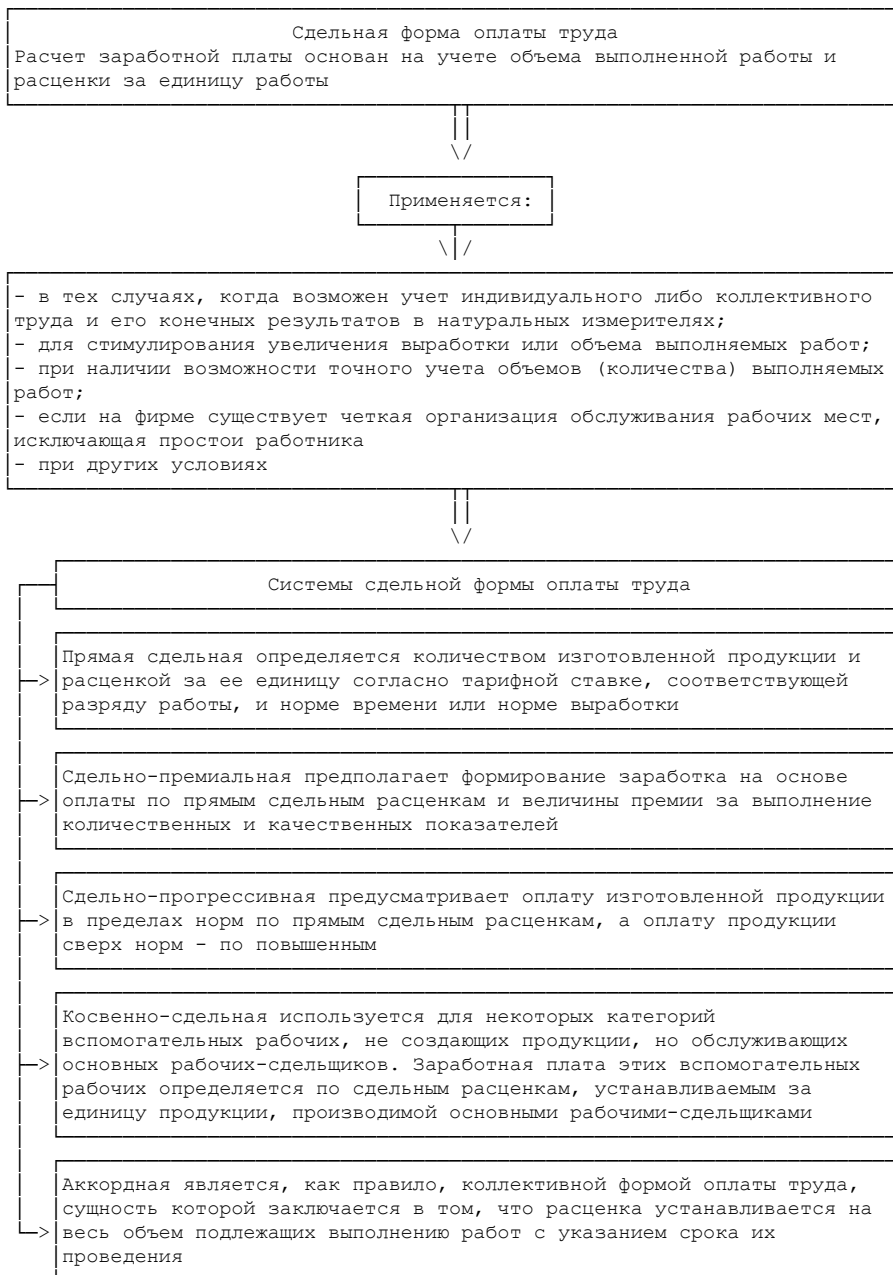 Сдельная форма оплаты труда
Расчет заработной платы основан на учете объема выполненной работы и
расценки за единицу работы
Применяется:
- в тех случаях, когда возможен учет индивидуального либо коллективного
труда и его конечных результатов в натуральных измерителях;
- для стимулирования увеличения выработки или объема выполняемых работ;
- при наличии возможности точного учета объемов (количества) выполняемых
работ;
- если на фирме существует четкая организация обслуживания рабочих мест,
исключающая простои работника
- при других условиях
Системы сдельной формы оплаты труда
Прямая сдельная определяется количеством изготовленной продукции и
расценкой за ее единицу согласно тарифной ставке, соответствующей
разряду работы, и норме времени или норме выработки
Сдельно-премиальная предполагает формирование заработка на основе
оплаты по прямым сдельным расценкам и величины премии за выполнение
количественных и качественных показателей
Сдельно-прогрессивная предусматривает оплату изготовленной продукции
в пределах норм по прямым сдельным расценкам, а оплату продукции
сверх норм - по повышенным
Косвенно-сдельная используется для некоторых категорий
вспомогательных рабочих, не создающих продукции, но обслуживающих
основных рабочих-сдельщиков. Заработная плата этих вспомогательных
рабочих определяется по сдельным расценкам, устанавливаемым за
единицу продукции, производимой основными рабочими-сдельщиками
Аккордная является, как правило, коллективной формой оплаты труда,
сущность которой заключается в том, что расценка устанавливается на
весь объем подлежащих выполнению работ с указанием срока их
проведения